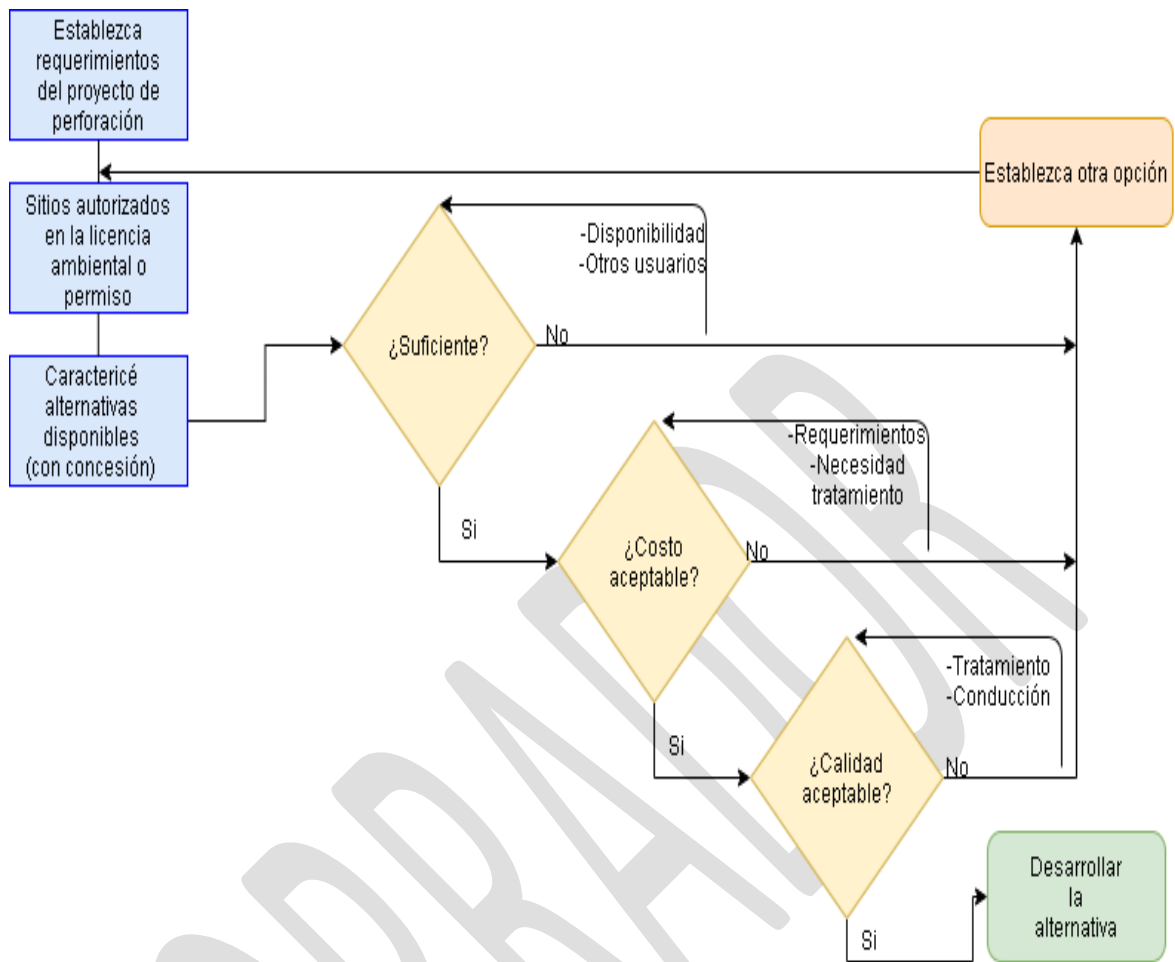 Establezca
requerimientos
del proyecto de
perforación
Establezca otra opción
Sitios autorizados
en la licencia
ambiental o
permiso
-Disponibilidad
-Otros usuarios
¿Suficiente?
No
Caractericé
alternativas
disponibles
(con concesión)
-Requerimientos
-Necesidad
tratamiento
Si
¿Costo
aceptable?
No
-Tratamiento
-Conducción
Si
¿Calidad
aceptable?
No
Desarrollar
la
alternativa
Si
BORRADOR